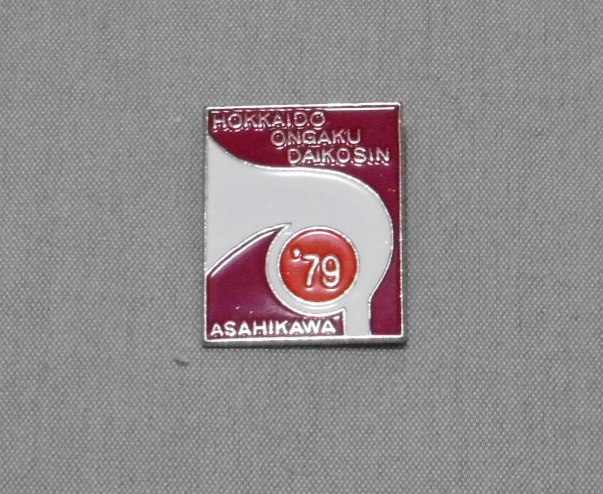 HOKKAIDO
ONGAKU
DAIKOSIN
'79
ASAHIKAWA